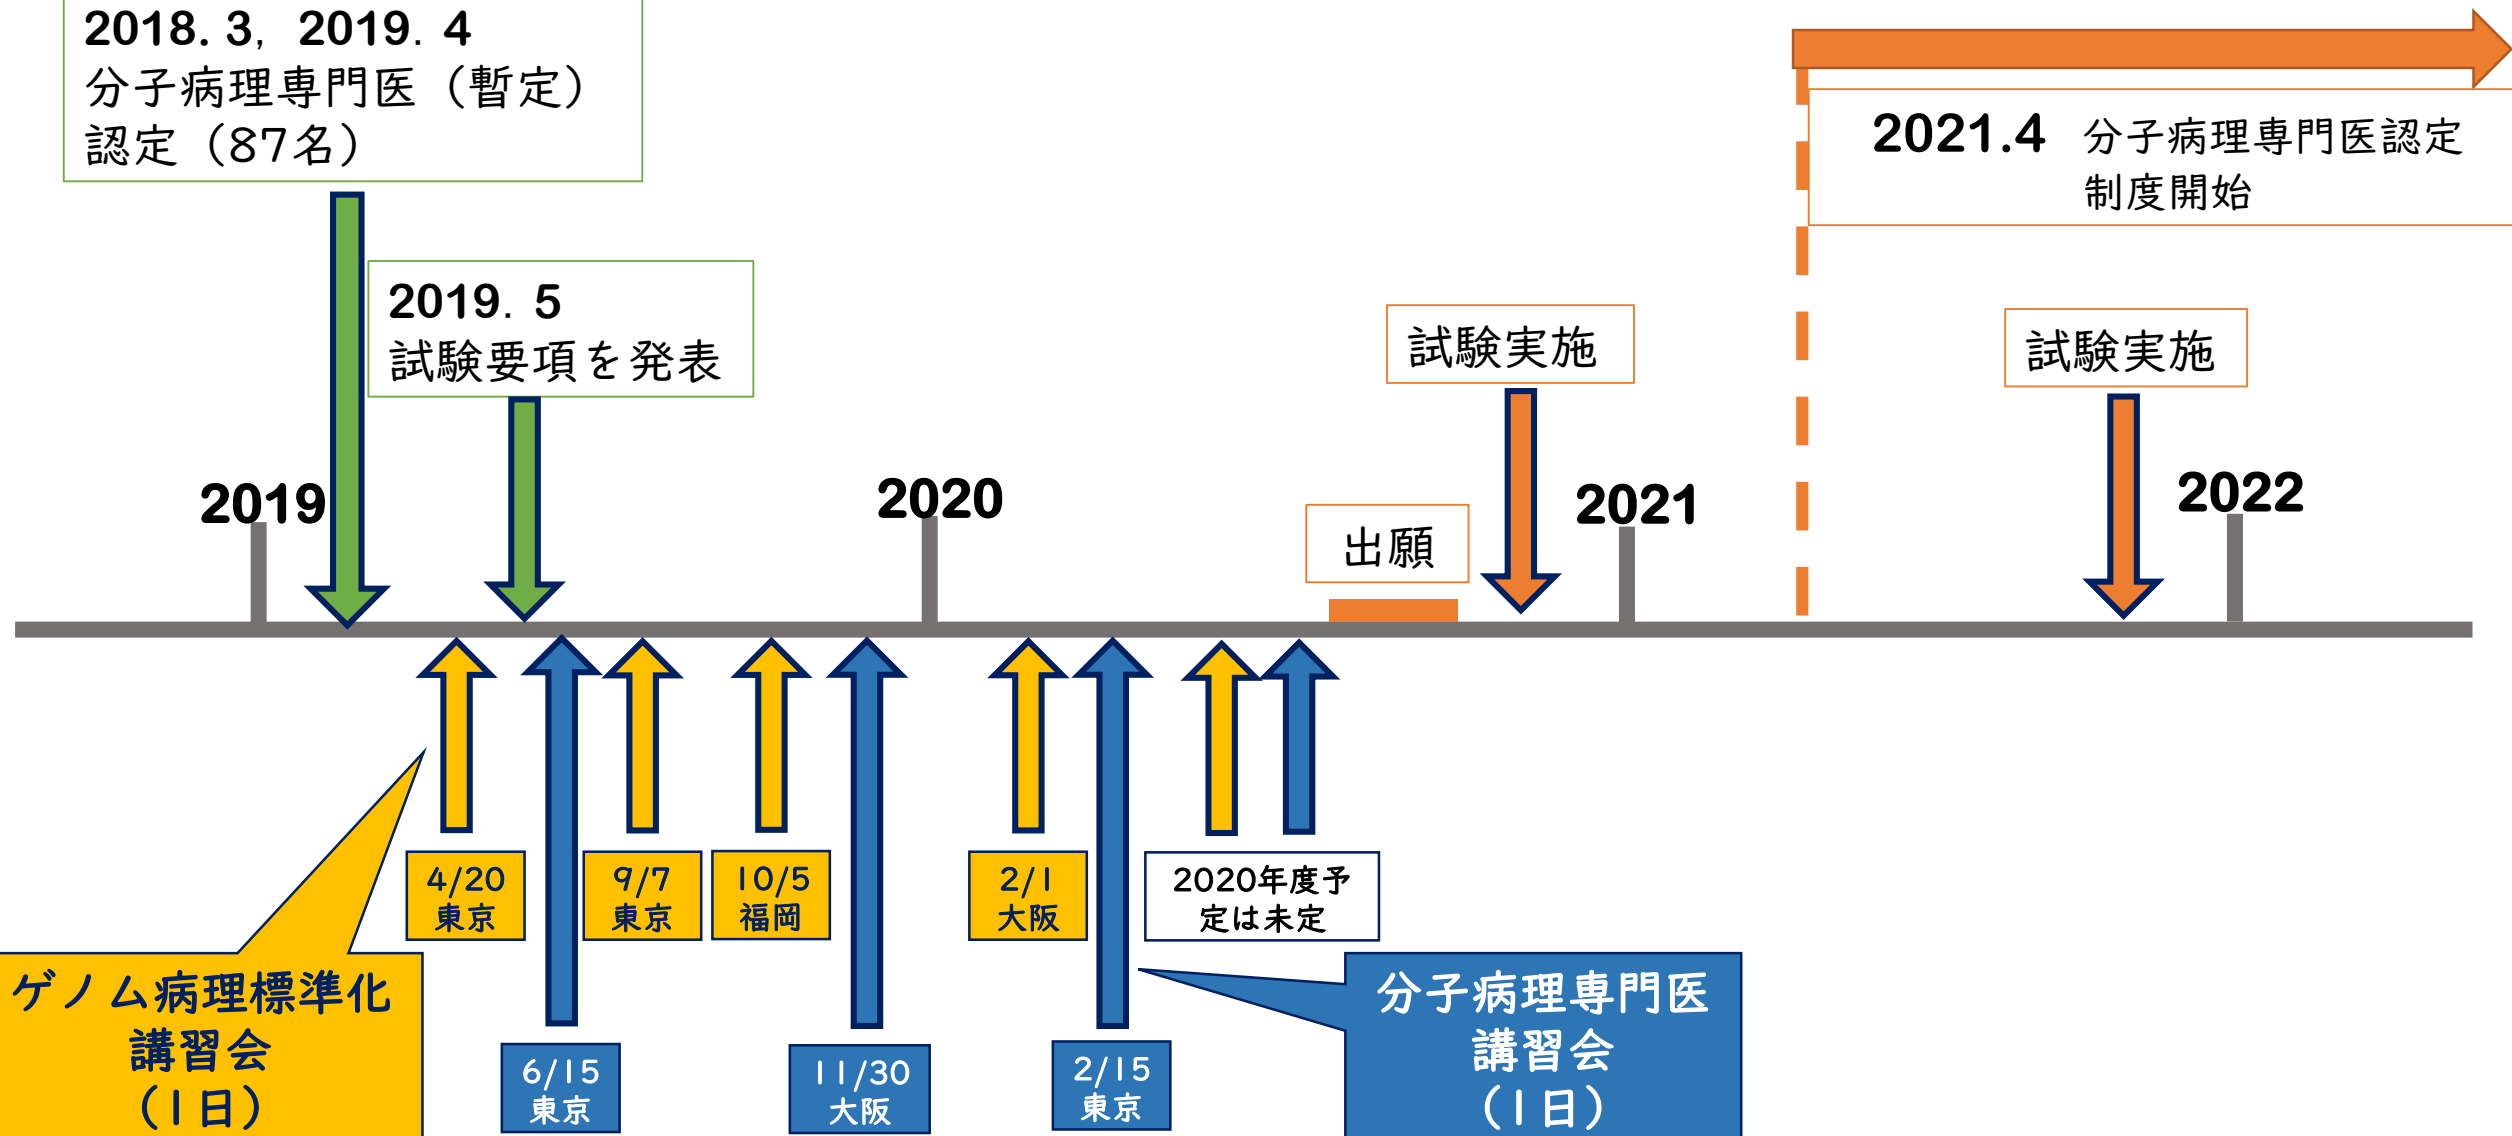 2018.3, 2019.4
分子病理専門医（暫定）
認定（87名）
2021.4 分子病理専門医認定
制度開始
2019.5
試験要項を発表
試験実施
試験実施
2019
2020
2021
2022
出願
4/20
東京
9/7
東京
10/5
福岡
2/1
大阪
2020年度予
定は未定
ゲノム病理標準化
講習会
（1日）
6/15
東京
11/30
大阪
2/15
東京
分子病理専門医
講習会
（1日）